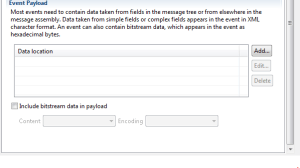 Event Payload
Most events need to contain data taken from fields in the message tree or from elsewhere in the
message assembly. Data taken from simple fields or complex fields appears in the event in XML
character format. An event can also contain bitstream data, which appears in the event as
hexadecimal bytes.
Data location
Add...
Edit...
Delete
Include bitstream data in payload
Content
Encoding